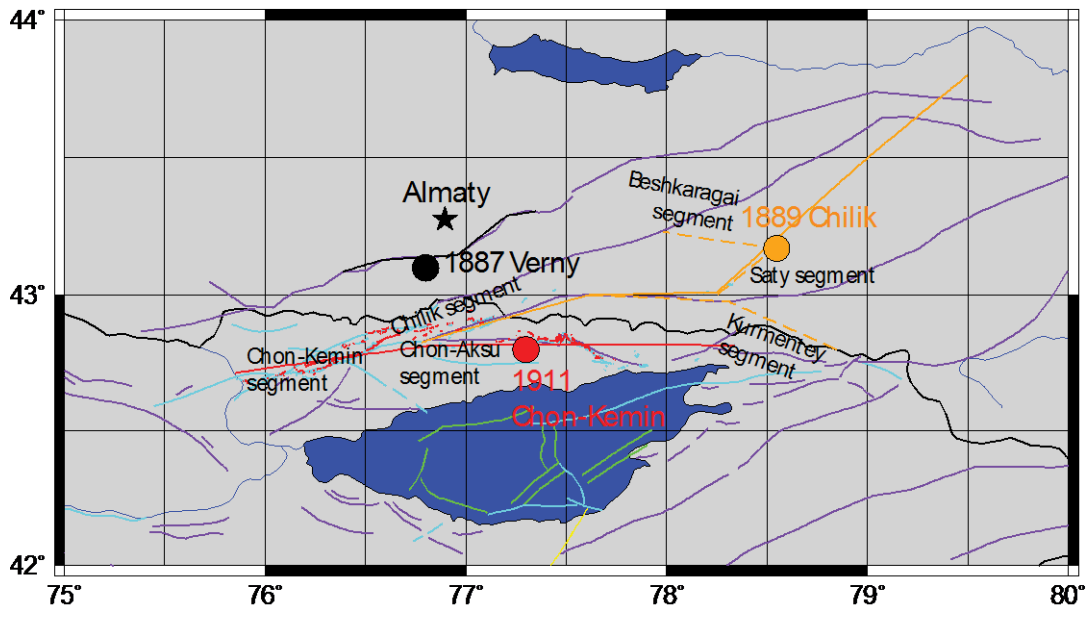 44°
Almaty
Beshkaragai
segment
1889 Chilik
1887 Verny
Saty segment
43°
Chilik segment
Kurmentey
segment
Chon-Kemin
segment
Chon-Aksu
segment
1911
Chon-Kemin
42°
75°
76°
77°
78°
79°
80°